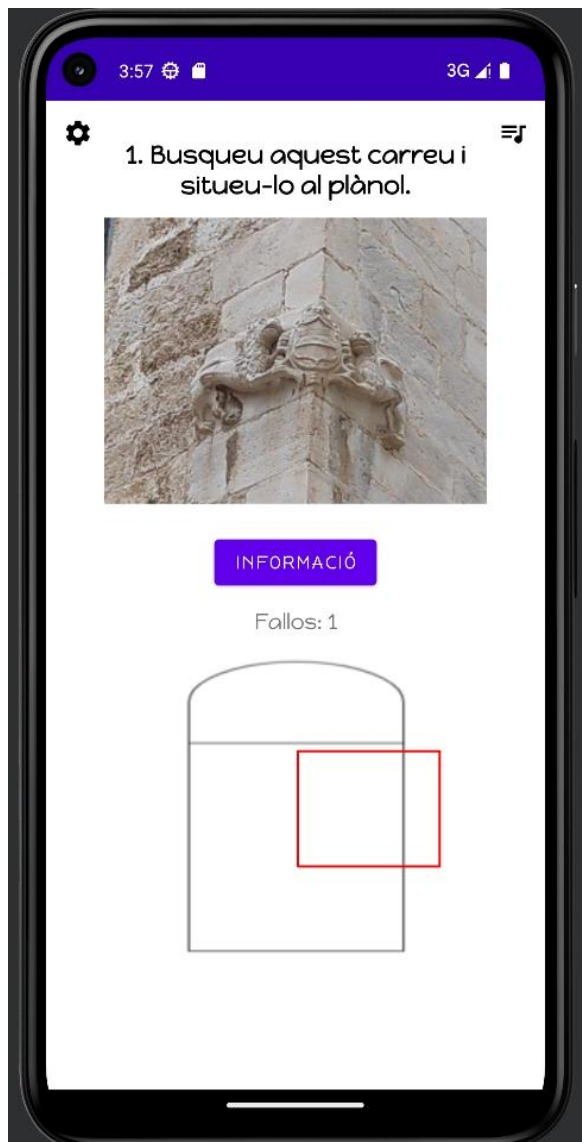 3:57
3G
1. Busqueu aquest carreu i
situeu-lo al plànol.
INFORMACIÓ
Fallos: 1